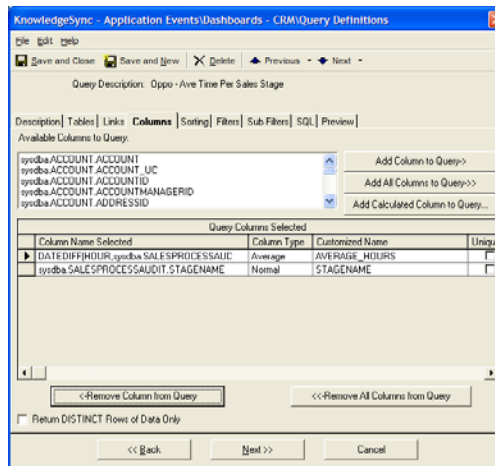 KnowledgeSync - Application Events\Dashboards - CRM\Query Definitions
File Edit Help
Save and Close Save and New Delete Previous Next
Query Description: Oppo - Ave Time Per Sales Stage
Description Tables Links Columns Sorting Filters Sub Filters SQL Preview
Available Columns to Query:
sysdba.ACCOUNT.ACCOUNT
sysdba.ACCOUNT.ACCOUNT_UC
sysdba.ACCOUNT.ACCOUNTID
sysdba.ACCOUNT.ACCOUNTMANAGERID
sysdba.ACCOUNT.ADDRESSID
Add Column to Query->
Add All Columns to Query->>
Add Calculated Column to Query...
Query Columns Selected
Column Name Selected Column Type Customized Name Uniqu
DATEDIFF(HOUR,sysdba.SALESPROCESSAUC Average AVERAGE_HOURS
sysdba.SALESPROCESSAUDIT.STAGENAME Normal STAGENAME
<-Remove Column from Query
<<-Remove All Columns from Query
Return DISTINCT Rows of Data Only
<< Back Next >> Cancel